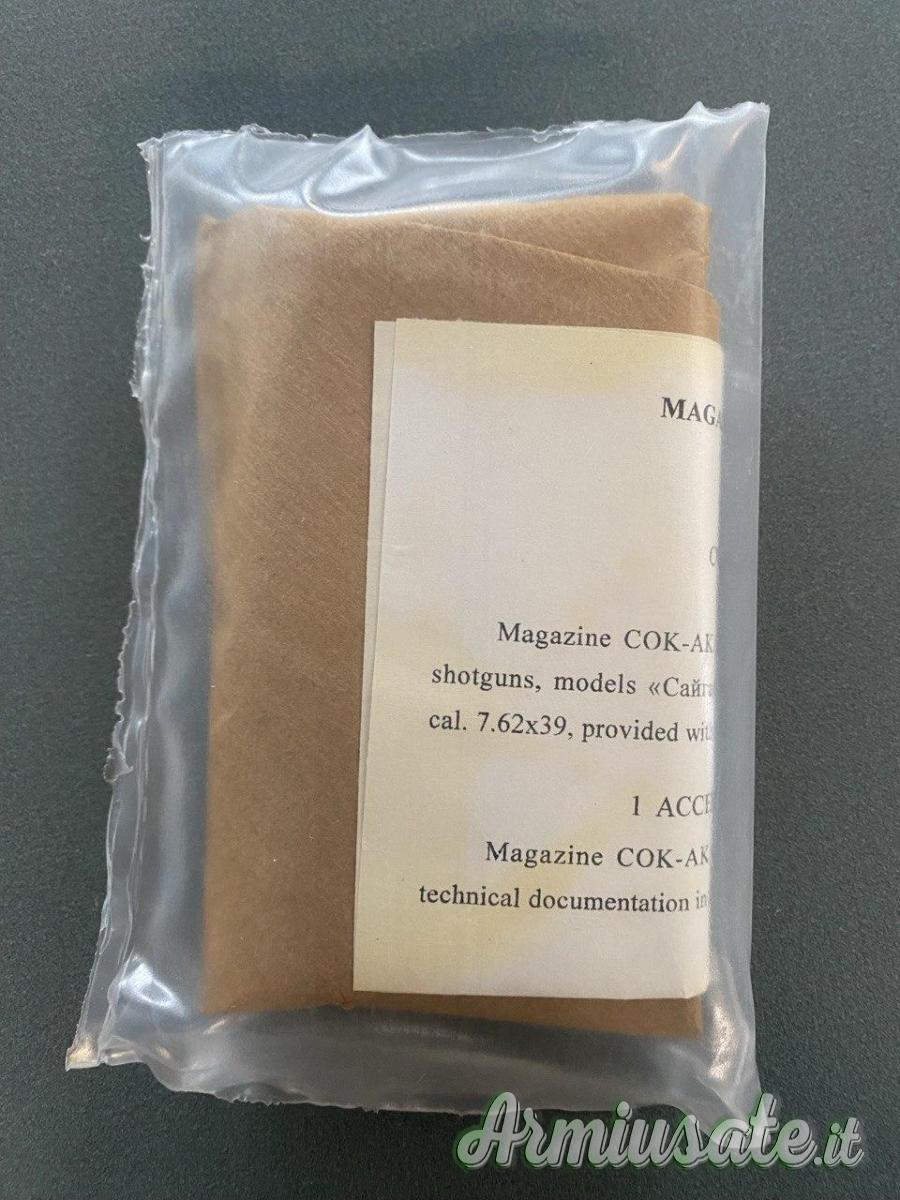 MAGA
Magazine COK-AK
shotguns, models «Сайга
cal. 7.62x39, provided wit
1 ACCE
Magazine COK-AK
technical documentation in
Armiusate.it